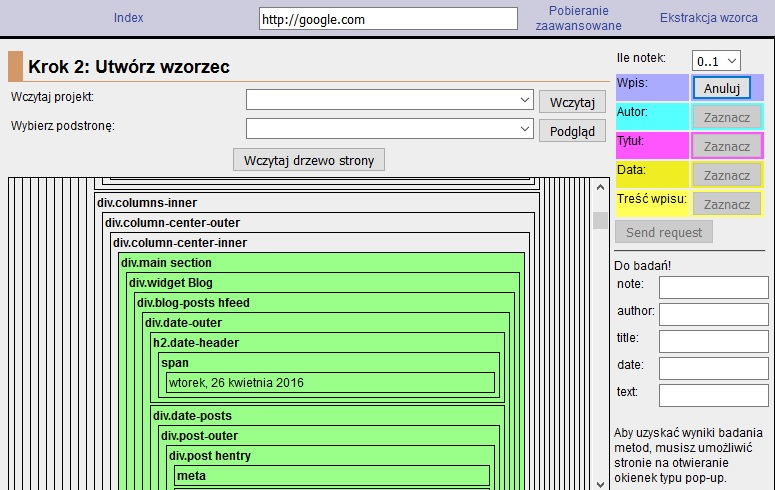 Index
http://google.com
Pobieranie
zaawansowane
Ekstrakcja wzorca
Krok 2: Utwórz wzorzec
Wczytaj projekt:
Wczytaj
Wybierz podstronę:
Podgląd
Wczytaj drzewo strony
div.columns-inner
div.column-center-outer
div.column-center-inner
div.main section
div.widget Blog
div.blog-posts hfeed
div.date-outer
h2.date-header
span
wtorek, 26 kwietnia 2016
div.date-posts
div.post-outer
div.post hentry
meta
Ile notek:
0..1
Wpis:
Anuluj
Autor:
Zaznacz
Tytuł:
Zaznacz
Data:
Zaznacz
Treść wpisu:
Zaznacz
Send request
Do badań!
note:
author:
title:
date:
text:
Aby uzyskać wyniki badania
metod, musisz umożliwić
stronie na otwieranie
okienek typu pop-up.